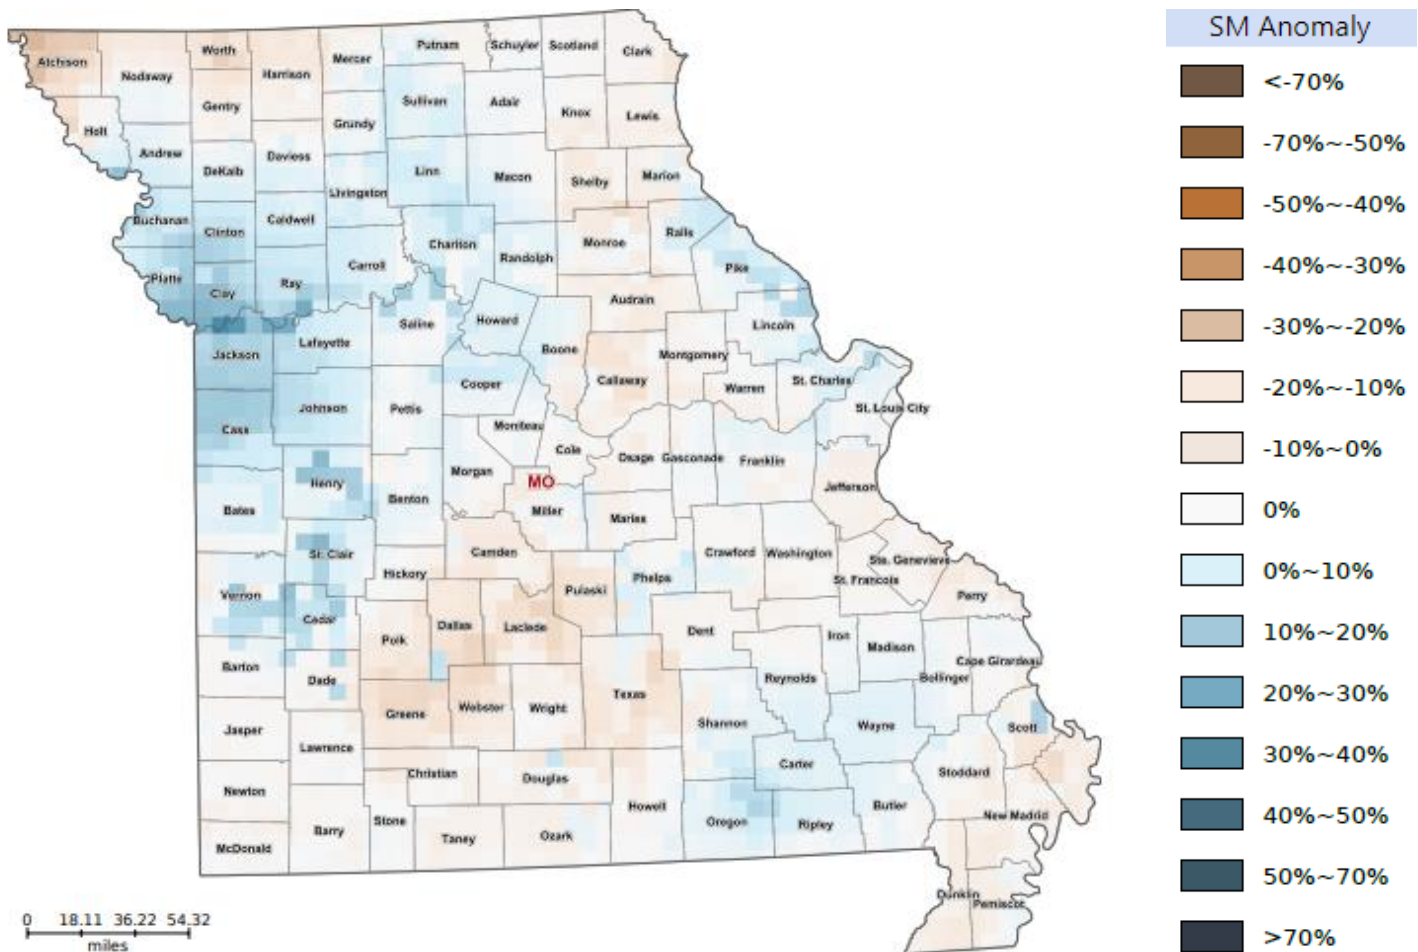 SM Anomaly
<-70%
-70%~-50%
-50%~-40%
-40%~-30%
-30%~-20%
-20%~-10%
-10%~0%
0%
0%~10%
10%~20%
20%~30%
30%~40%
40%~50%
50%~70%
>70%
Atchison
Nodaway
Worth
Harrison
Mercer
Putnam
Schuyler
Scotland
Clark
Gentry
Sullivan
Adair
Knox
Lewis
Holt
Grundy
Andrew
DeKalb
Daviess
Linn
Macon
Shelby
Marion
Livingston
Buchanan
Clinton
Caldwell
Chariton
Randolph
Monroe
Ralls
Platte
Clay
Ray
Carroll
Pike
Audrain
Saline
Howard
Lincoln
Jackson
Lafayette
Boone
Montgomery
Callaway
Warren
St. Charles
Cooper
St. Louis City
Cass
Johnson
Pettis
Moniteau
Cole
Osage
Gasconade
Franklin
Henry
Morgan
MO
Jefferson
Bates
Benton
Miller
Maries
St. Clair
Camden
Crawford
Washington
Ste. Genevieve
Hickory
Phelps
St. Francois
Vernon
Pulaski
Perry
Cedar
Polk
Dallas
Laclede
Dent
Iron
Madison
Barton
Dade
Cape Girardeau
Texas
Reynolds
Bollinger
Greene
Webster
Wright
Shannon
Wayne
Scott
Jasper
Lawrence
Christian
Douglas
Carter
Stoddard
Newton
Howell
Butler
New Madrid
Barry
Stone
Taney
Ozark
Oregon
Ripley
McDonald
Dunklin
Pemiscot
0 18.11 36.22 54.32
miles